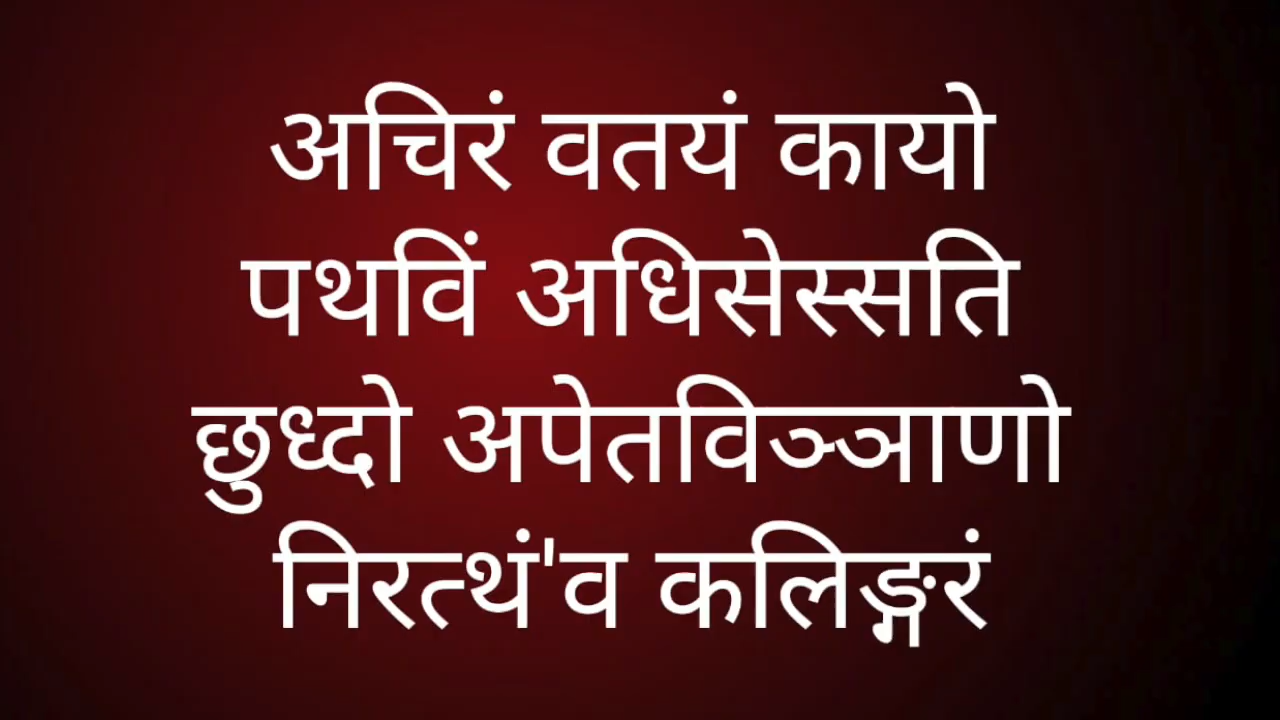 अचिरं वतयं कायो
पथविं अधिसेस्सति
छुध्दो अपेतविञ्ञाणो
निरत्थं'व कलिङ्गरं